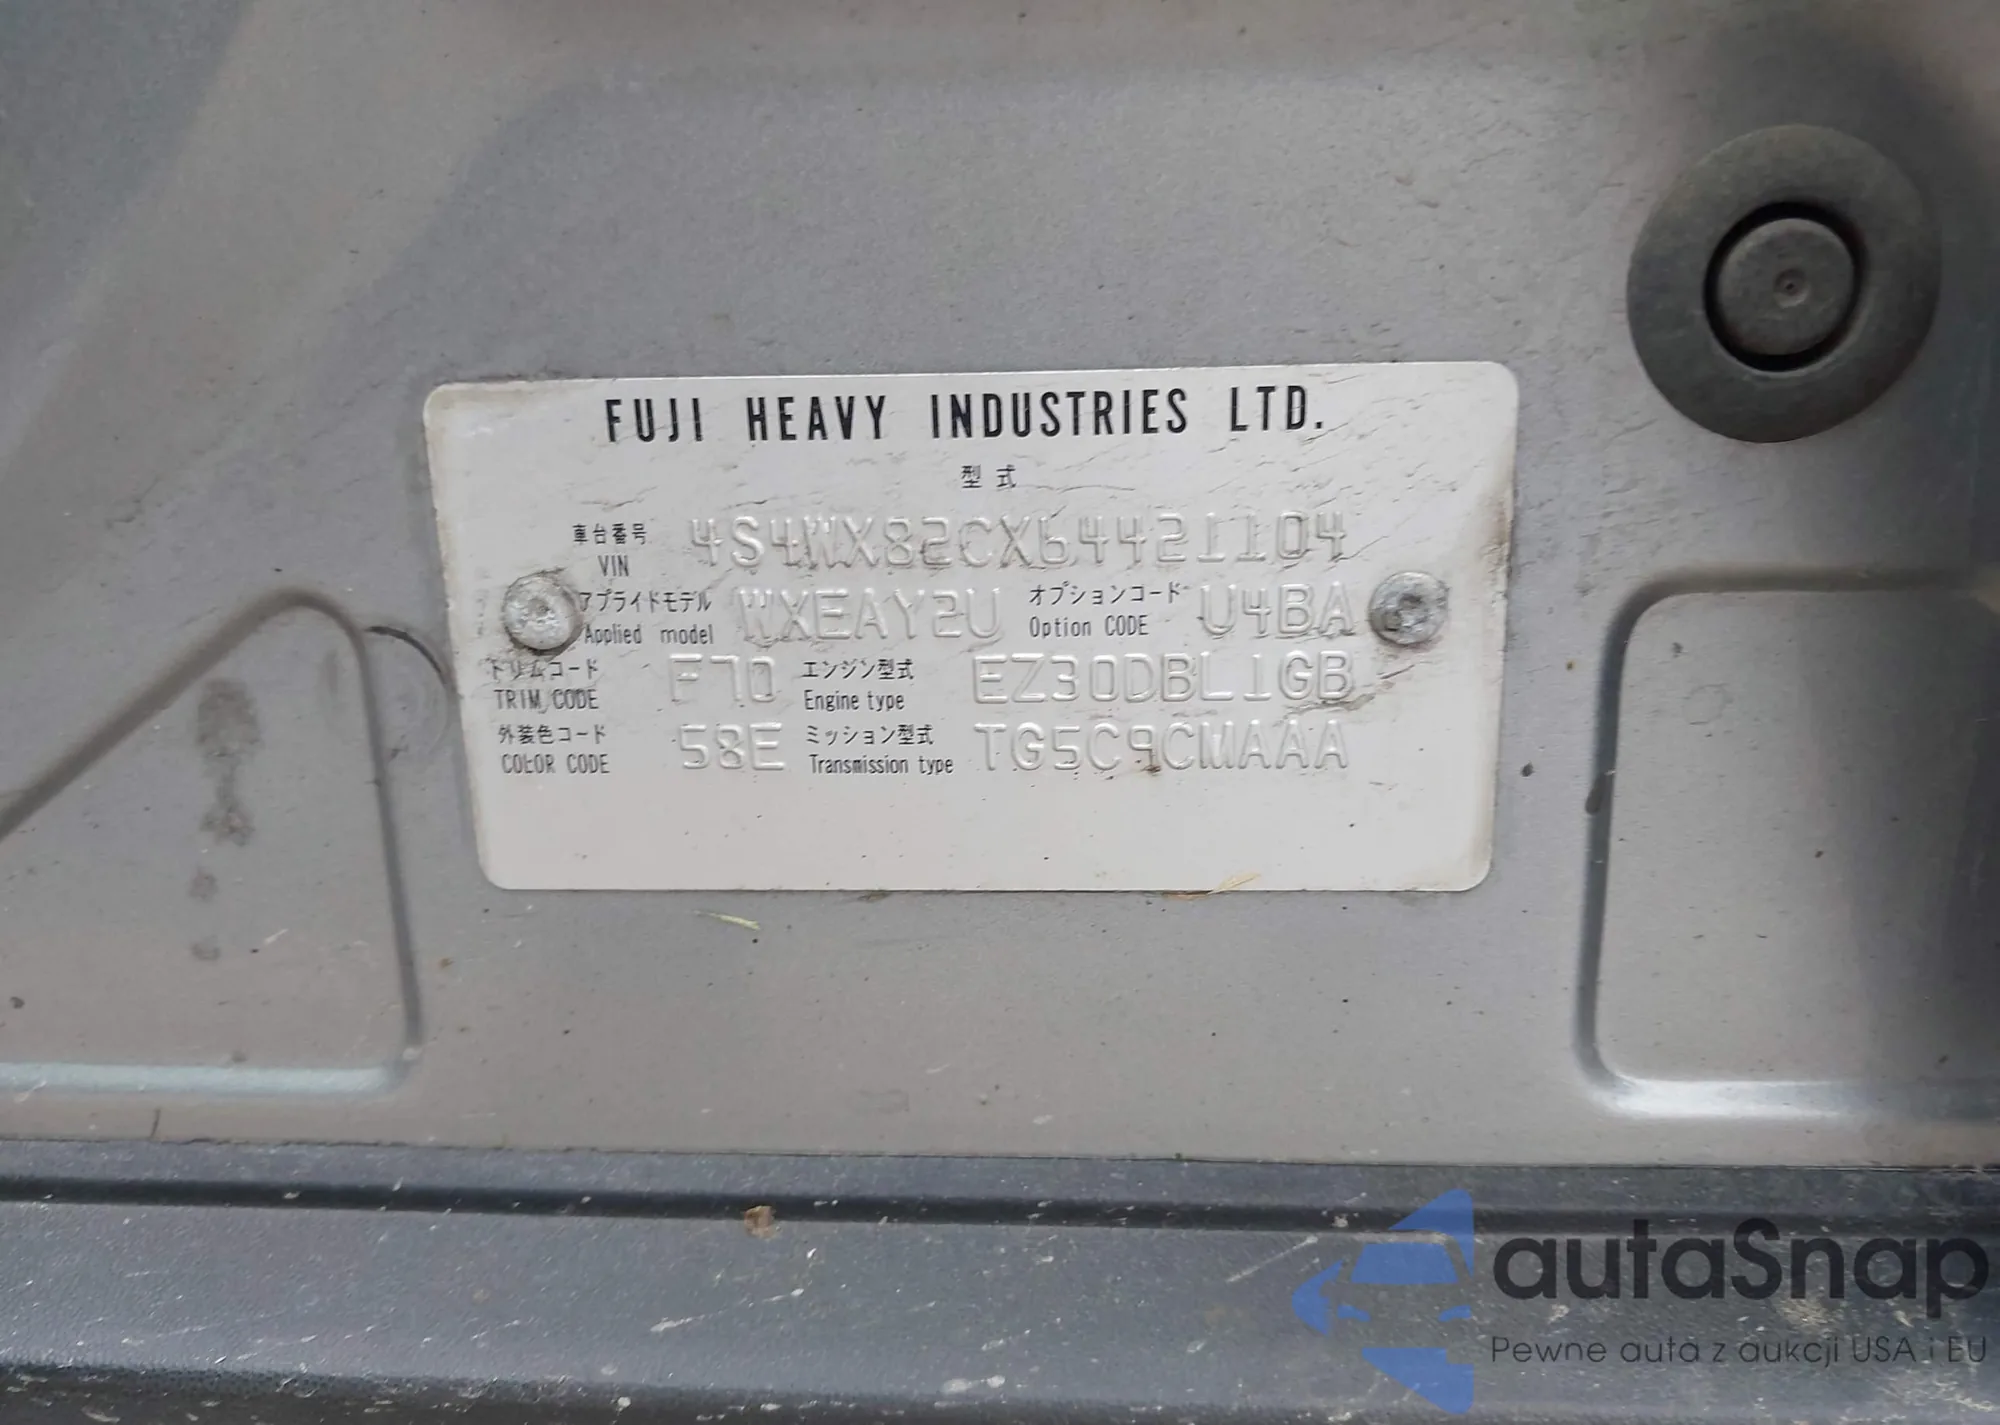 FUJI HEAVY INDUSTRIES LTD.
型式
車台番号 VIN 4S4WX82CX64421104
アプライドモデル Applied model WXEAY2U オプションコード Option CODE U4BA
トリムコード TRIM CODE F70 エンジン型式 Engine type EZ30DBL1GB
外装色コード COLOR CODE 58E ミッション型式 Transmission type TG5C9CMAAA
autaSnap
Pewne auta z aukcji USA i EU